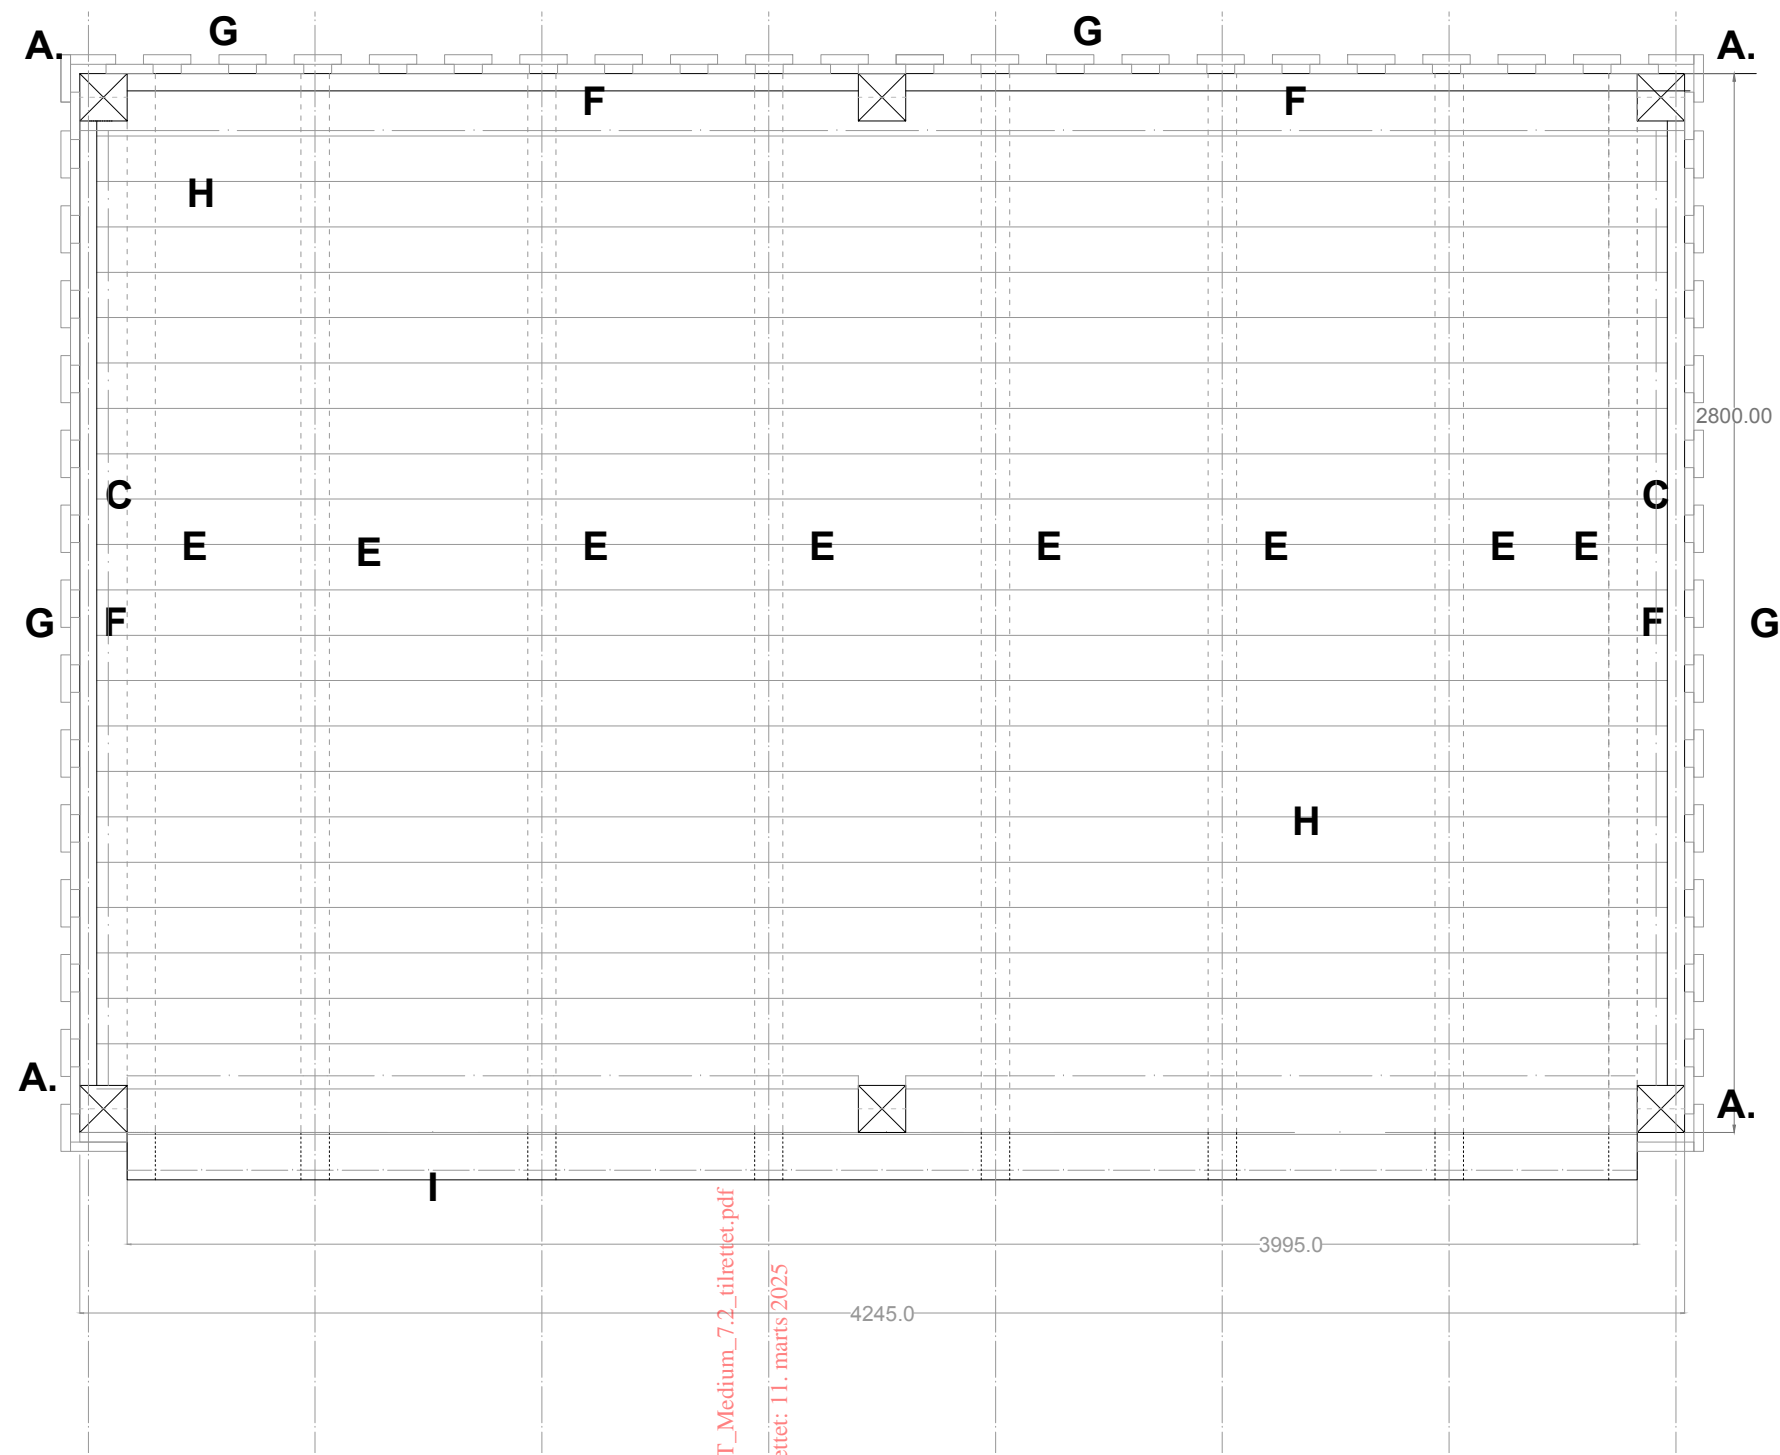 A. G G A.
F F
H
2800.00
C C
E E E E E E E E
G F F G
H
A. A.
I
3995.0
4245.0
T_Medium_7.2_tilrettet.pdf
ettet: 11. marts 2025